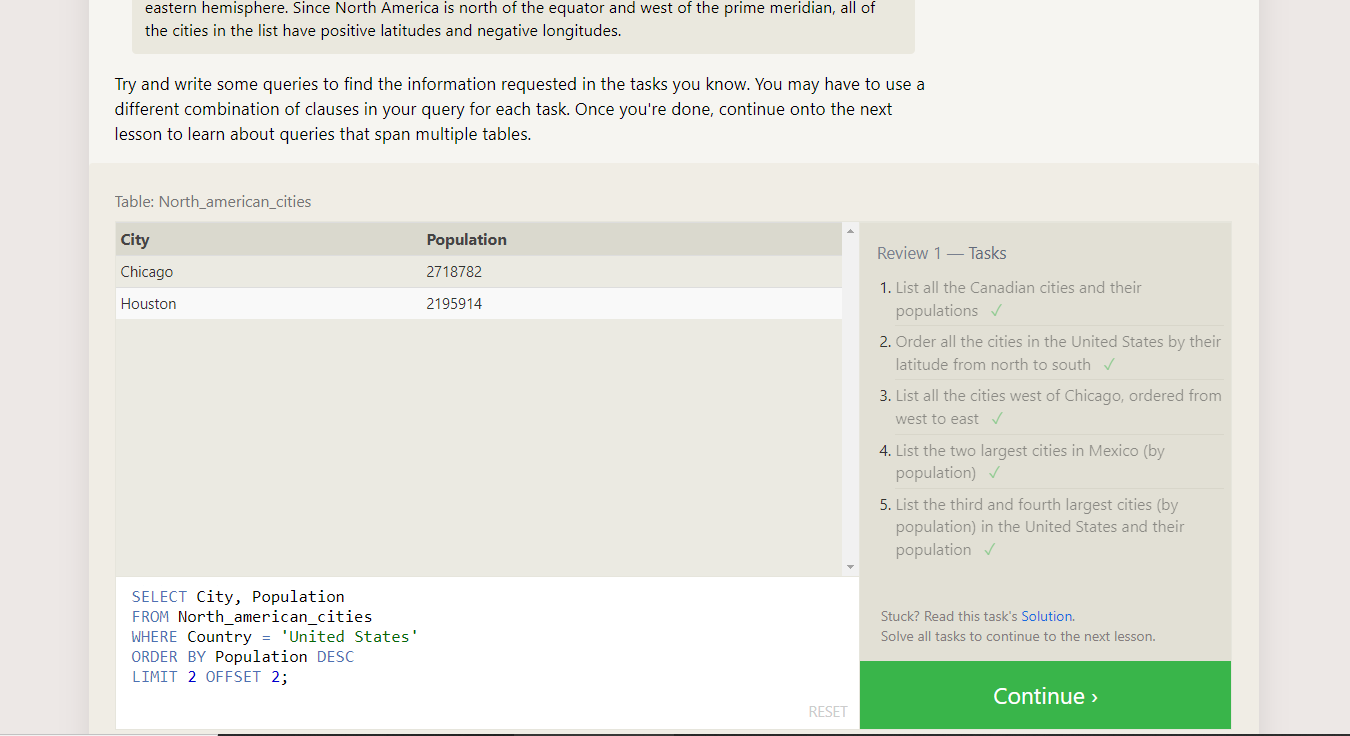 eastern hemisphere. Since North America is north of the equator and west of the prime meridian, all of
the cities in the list have positive latitudes and negative longitudes.
Try and write some queries to find the information requested in the tasks you know. You may have to use a
different combination of clauses in your query for each task. Once you're done, continue onto the next
lesson to learn about queries that span multiple tables.
Table: North_american_cities
City Population
Chicago 2718782
Houston 2195914
SELECT City, Population
FROM North_american_cities
WHERE Country = 'United States'
ORDER BY Population DESC
LIMIT 2 OFFSET 2;
RESET
Review 1 — Tasks
1. List all the Canadian cities and their
populations ✓
2. Order all the cities in the United States by their
latitude from north to south ✓
3. List all the cities west of Chicago, ordered from
west to east ✓
4. List the two largest cities in Mexico (by
population) ✓
5. List the third and fourth largest cities (by
population) in the United States and their
population ✓
Stuck? Read this task's Solution.
Solve all tasks to continue to the next lesson.
Continue ›